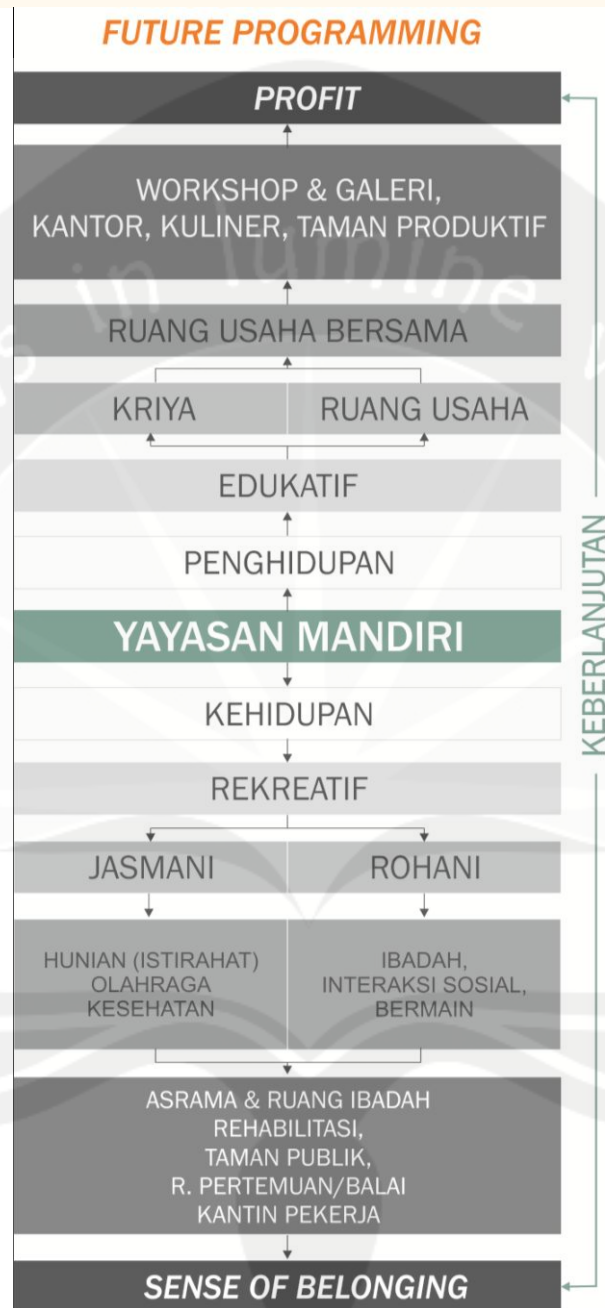 FUTURE PROGRAMMING
PROFIT
WORKSHOP & GALERI,
KANTOR, KULINER, TAMAN PRODUKTIF
in lumine
RUANG USAHA BERSAMA
KRIYA
RUANG USAHA
EDUKATIF
PENGHIDUPAN
YAYASAN MANDIRI
KEHIDUPAN
REKREATIF
JASMANI
ROHANI
HUNIAN (ISTIRAHAT)
OLAHRAGA
KESEHATAN
IBADAH,
INTERAKSI SOSIAL,
BERMAIN
ASRAMA & RUANG IBADAH
REHABILITASI,
TAMAN PUBLIK,
R. PERTEMUAN/BALAI
KANTIN PEKERJA
SENSE OF BELONGING
KEBERLANJUTAN